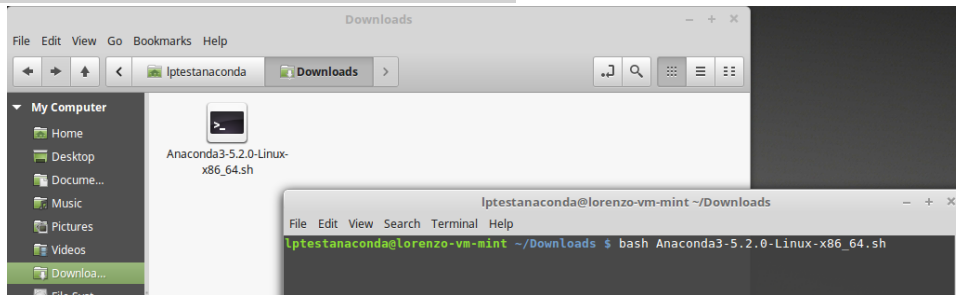 Downloads
File Edit View Go Bookmarks Help
lptestanaconda Downloads
My Computer
Home
Desktop
Docume...
Music
Pictures
Videos
Downloa...
Anaconda3-5.2.0-Linux-
x86_64.sh
lptestanaconda@lorenzo-vm-mint ~/Downloads
File Edit View Search Terminal Help
lptestanaconda@lorenzo-vm-mint ~/Downloads $ bash Anaconda3-5.2.0-Linux-x86_64.sh